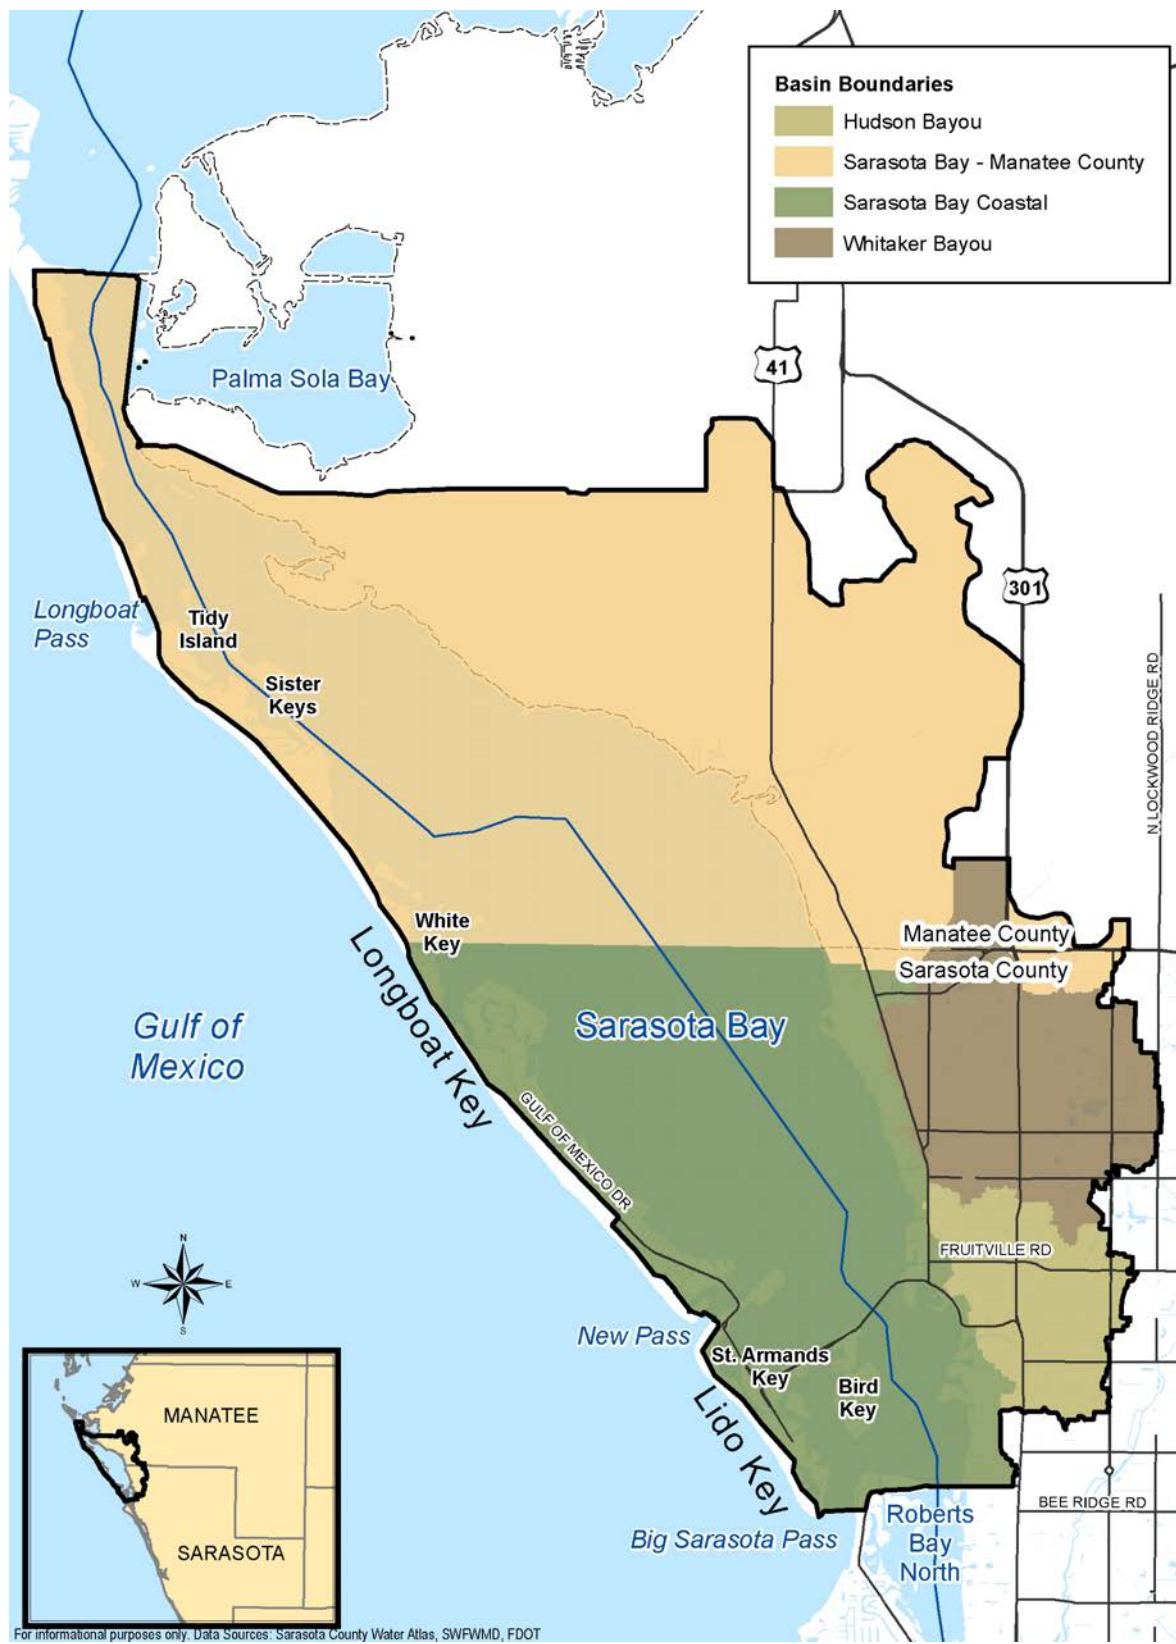 Basin Boundaries
Hudson Bayou
Sarasota Bay - Manatee County
Sarasota Bay Coastal
Whitaker Bayou
41
Palma Sola Bay
301
Longboat
Pass
Tidy
Island
Sister
Keys
N LOCKWOOD RIDGE RD
White
Key
Manatee County
Sarasota County
Longboat Key
Gulf of
Mexico
Sarasota Bay
GULF OF MEXICO DR
FRUITVILLE RD
N
W
E
S
New Pass
St. Armands
Key
Bird
Key
Lido Key
MANATEE
SARASOTA
BEE RIDGE RD
Roberts
Bay
North
Big Sarasota Pass
For informational purposes only. Data Sources: Sarasota County Water Atlas, SWFWMD, FDOT